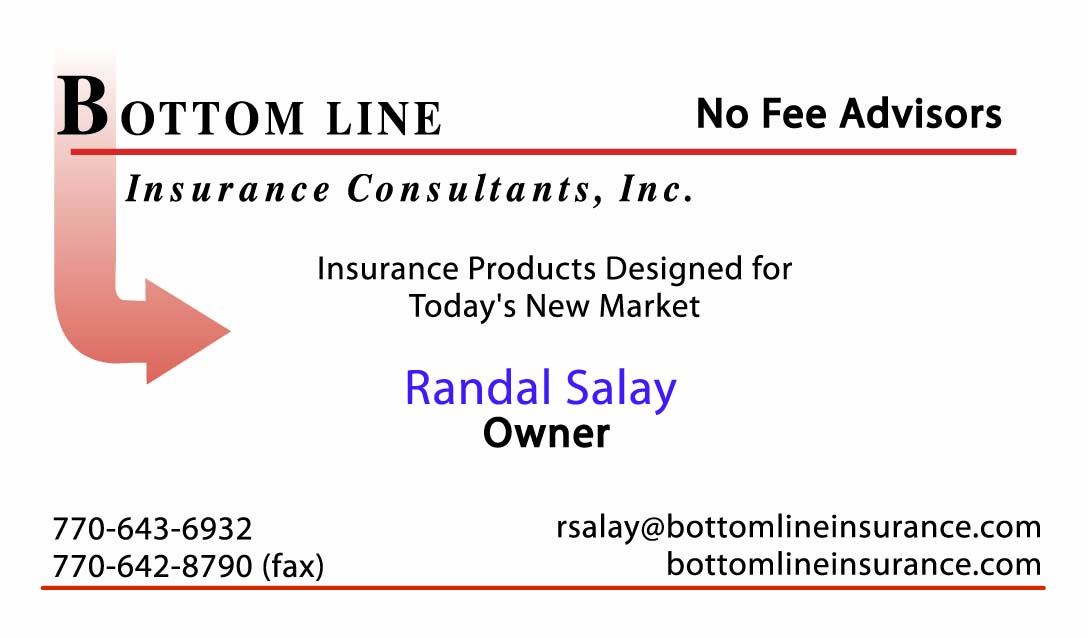 BOTTOM LINE
No Fee Advisors
Insurance Consultants, Inc.
Insurance Products Designed for
Today's New Market
Randal Salay
Owner
770-643-6932
770-642-8790 (fax)
rsalay@bottomlineinsurance.com
bottomlineinsurance.com